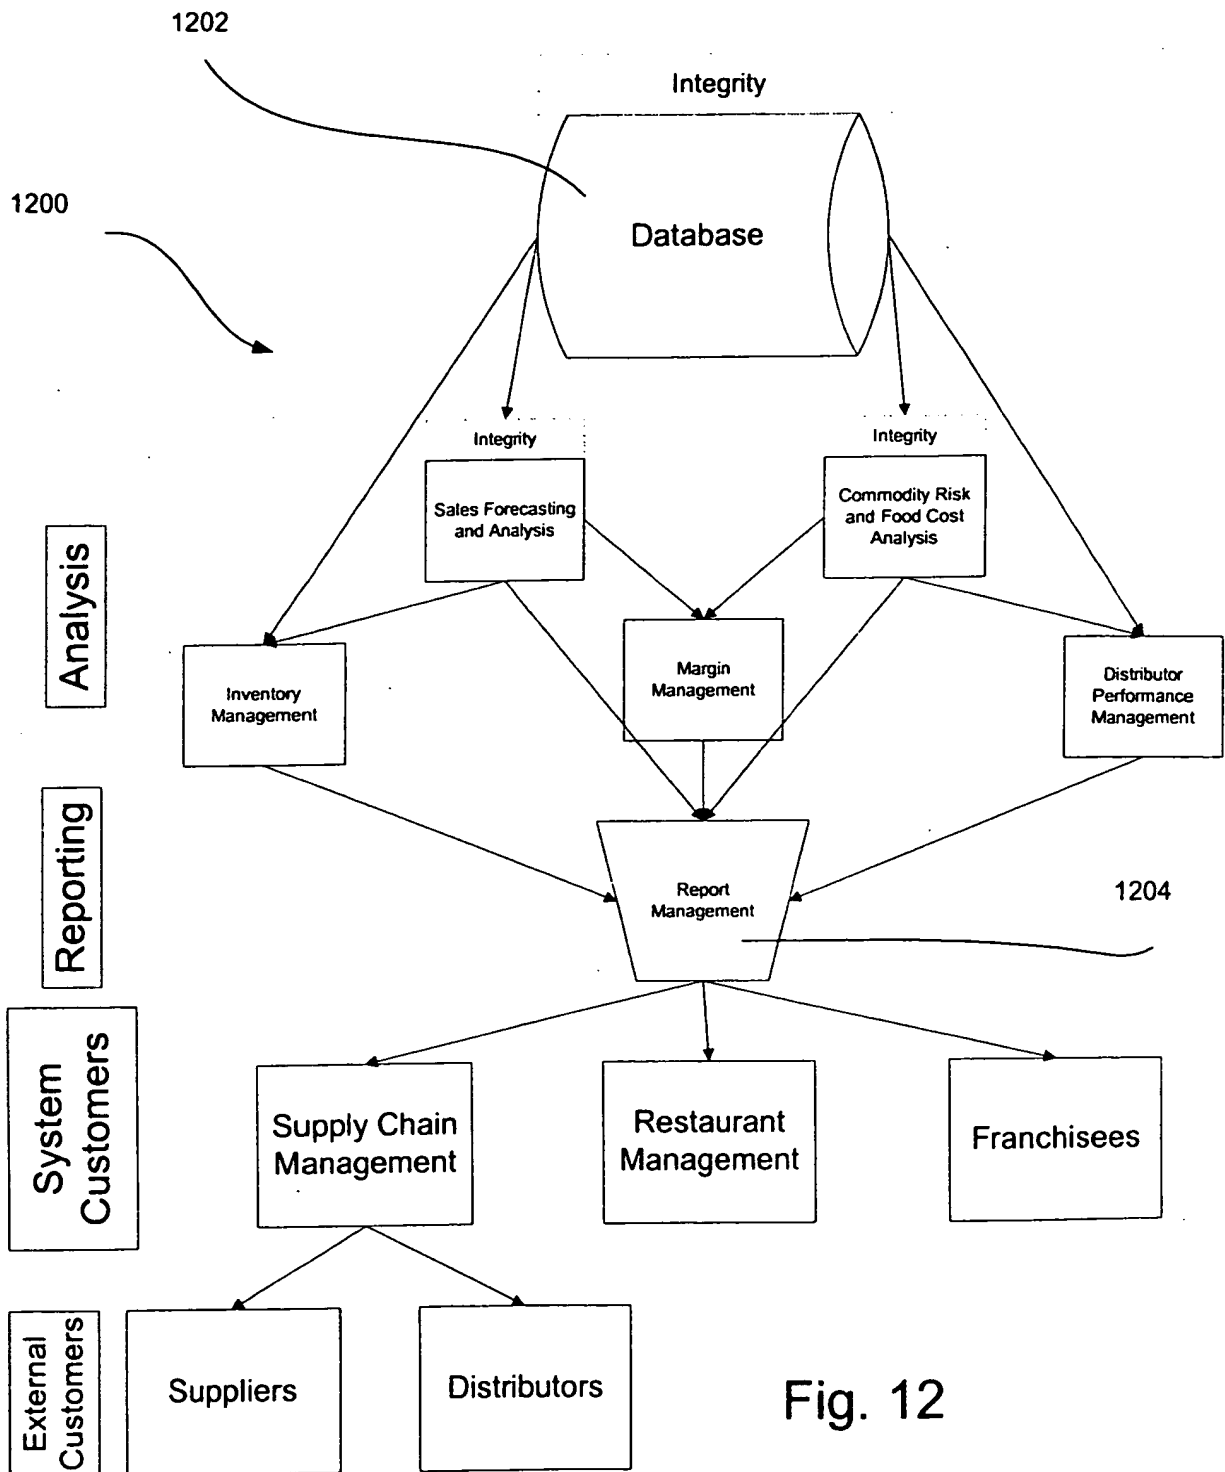 1202
Integrity
1200
Database
Integrity
Integrity
Sales Forecasting
and Analysis
Commodity Risk
and Food Cost
Analysis
Analysis
Inventory
Management
Margin
Management
Distributor
Performance
Management
Reporting
Report
Management
1204
System
Customers
Supply Chain
Management
Restaurant
Management
Franchisees
External
Customers
Suppliers
Distributors
Fig. 12